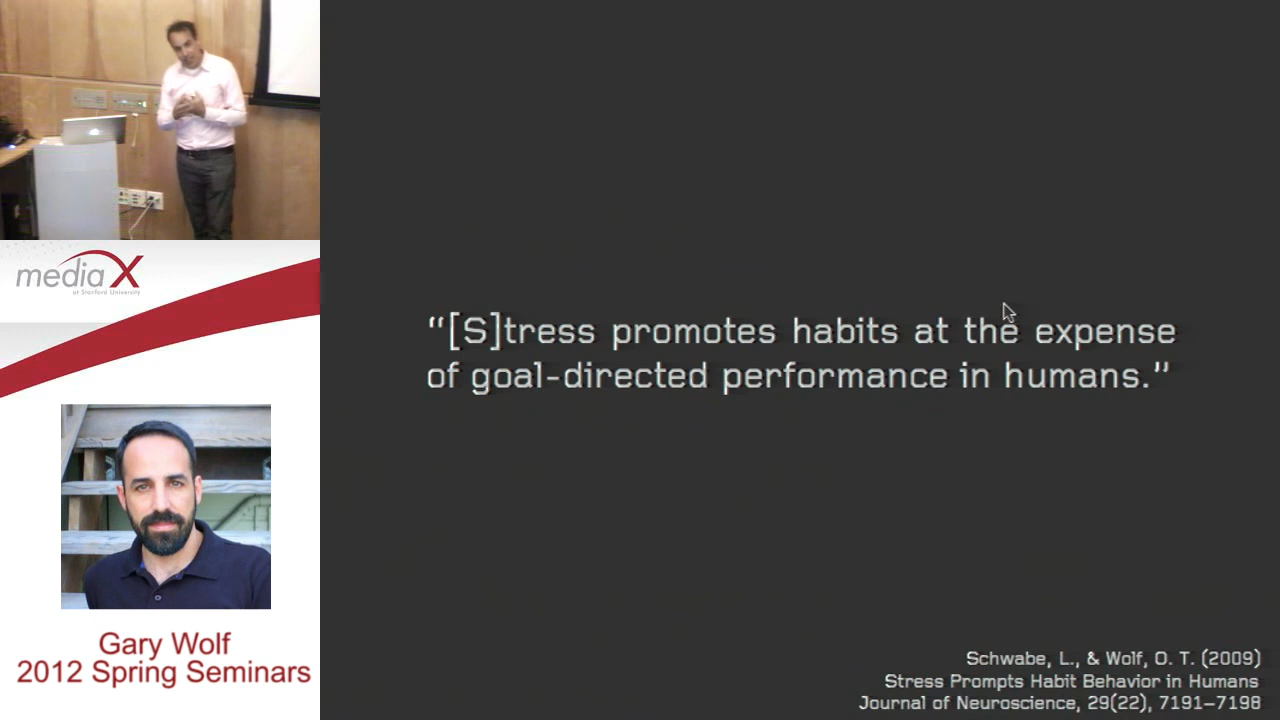 media X
at Stanford University
Gary Wolf
2012 Spring Seminars
“[S]tress promotes habits at the expense
of goal-directed performance in humans.”
Schwabe, L., & Wolf, O. T. (2009)
Stress Prompts Habit Behavior in Humans
Journal of Neuroscience, 29(22), 7191–7198